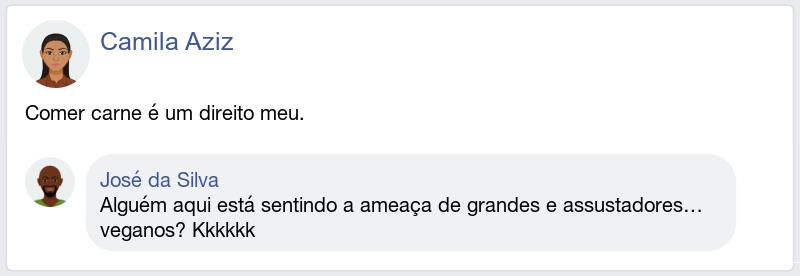 Camila Aziz
Comer carne é um direito meu.
José da Silva
Alguém aqui está sentindo a ameaça de grandes e assustadores...
veganos? Kkkkkk